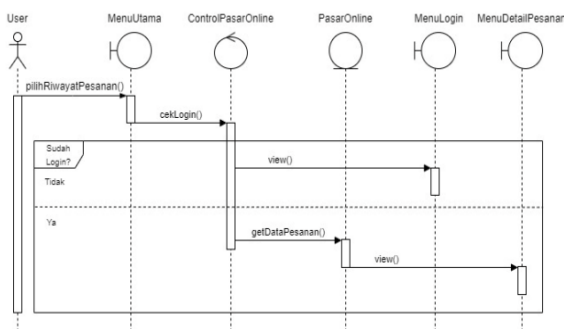 User MenuUtama ControlPasarOnline PasarOnline MenuLogin MenuDetailPesanan
pilihRiwayatPesanan()
cekLogin()
Sudah
Login?
view()
Tidak
Ya
getDataPesanan()
view()